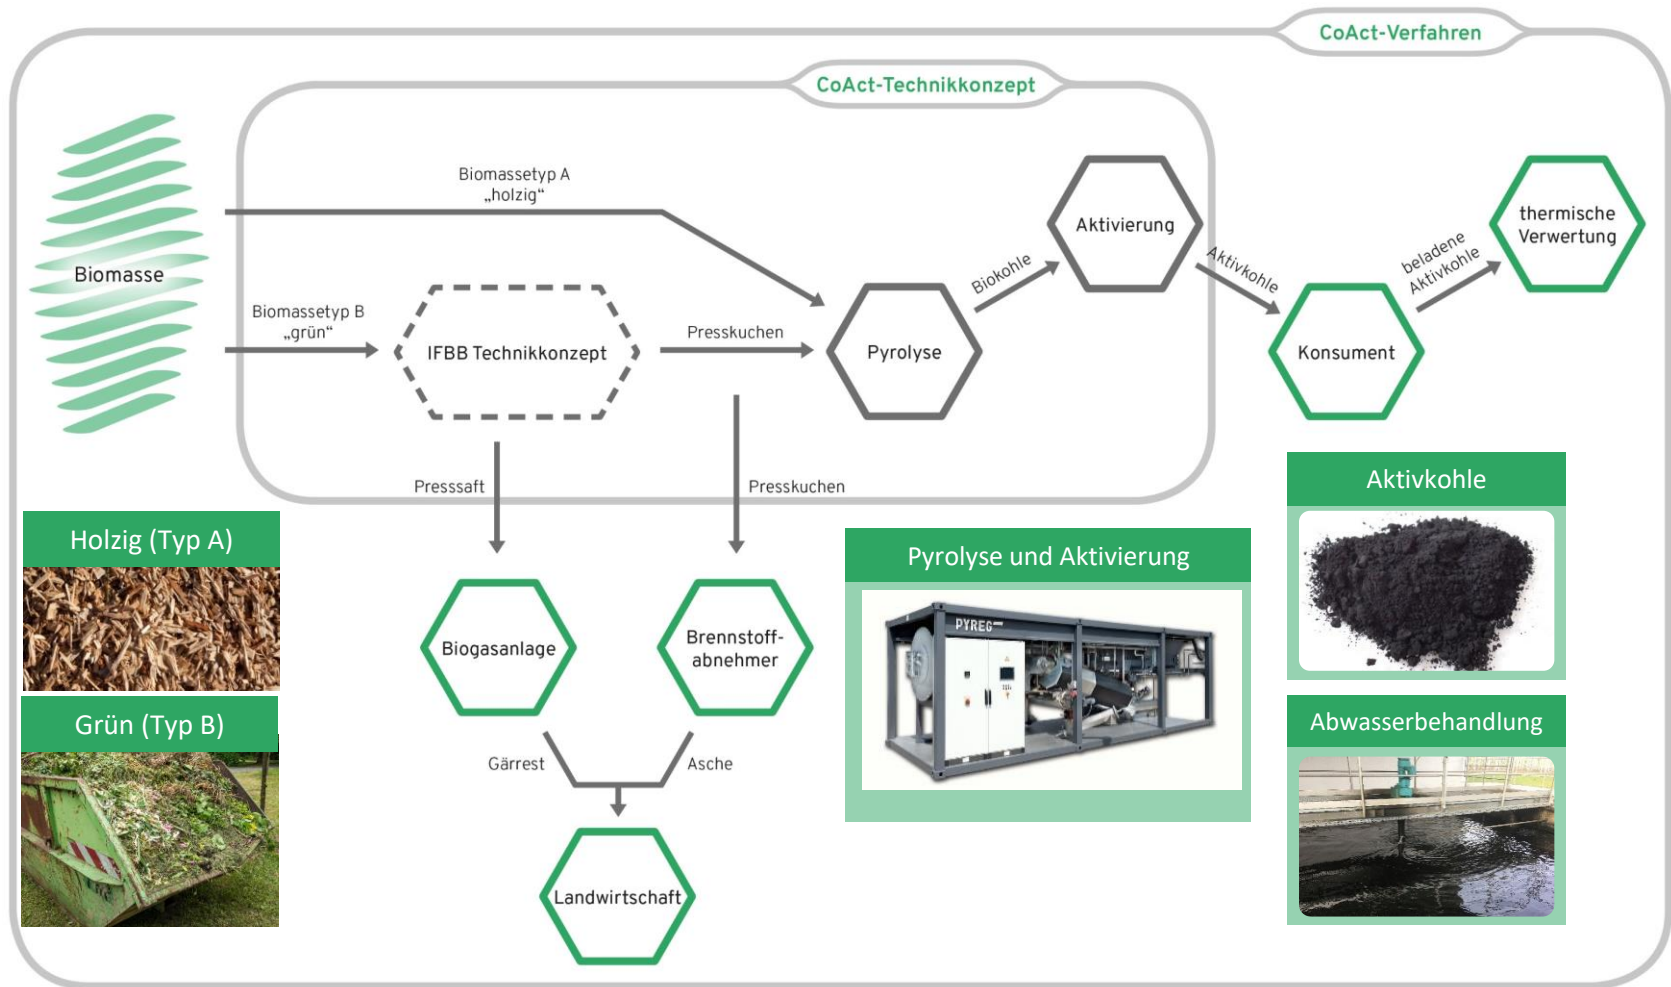 CoAct-Verfahren
CoAct-Technikkonzept
Biomasse
Biomassetyp A
„holzig“
Biomassetyp B
„grün“
IFBB Technikkonzept
Presskuchen
Pyrolyse
Biokohle
Aktivierung
Aktivkohle
Konsument
beladene
Aktivkohle
thermische
Verwertung
Presssaft
Presskuchen
Biogasanlage
Brennstoff-
abnehmer
Gärrest
Asche
Landwirtschaft
Holzig (Typ A)
Grün (Typ B)
Pyrolyse und Aktivierung
PYREG
Aktivkohle
Abwasserbehandlung